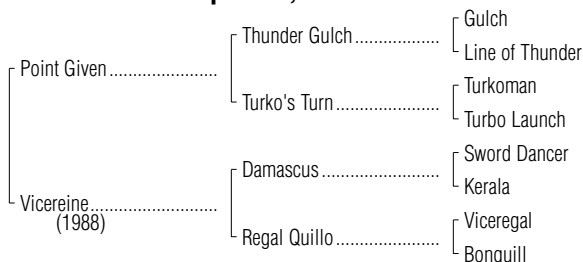 Gulch
Thunder Gulch ....................
Line of Thunder
Point Given .........................
Turkoman
Turko's Turn .........................
Turbo Launch
Sword Dancer
Damascus ............................
Kerala
Vicereine..............................
(1988)
Viceregal
Regal Quillo .........................
Bonquill